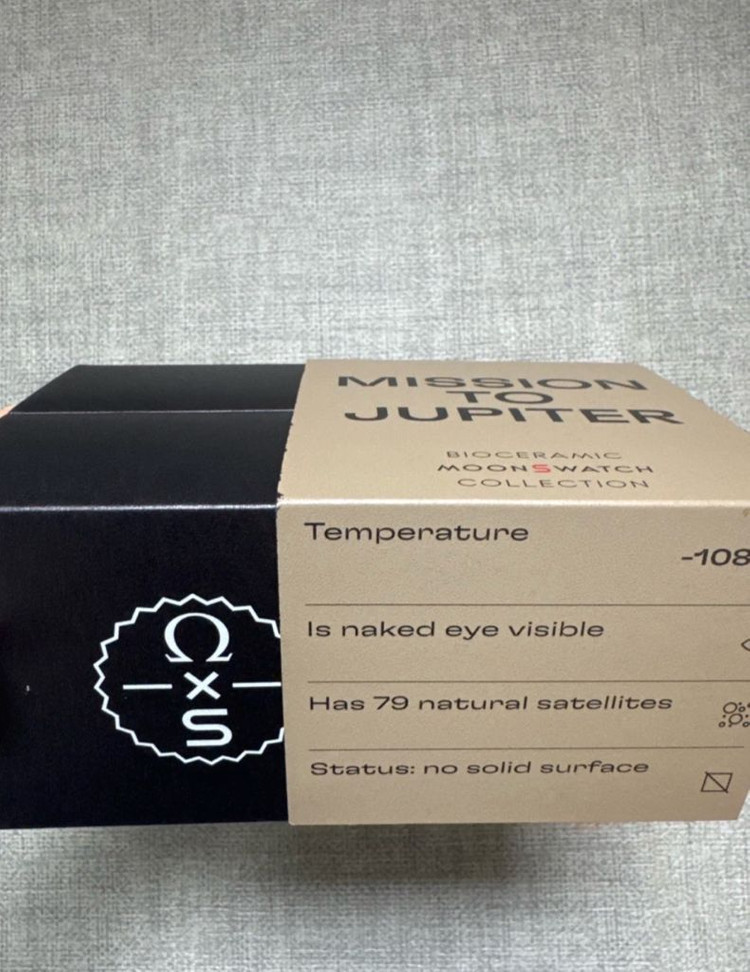 MISSION
TO
JUPITER
BIOCERAMIC
MOONSWATCH
COLLECTION
Temperature
-108
Is naked eye visible
Has 79 natural satellites
Status: no solid surface
Ω
×
S